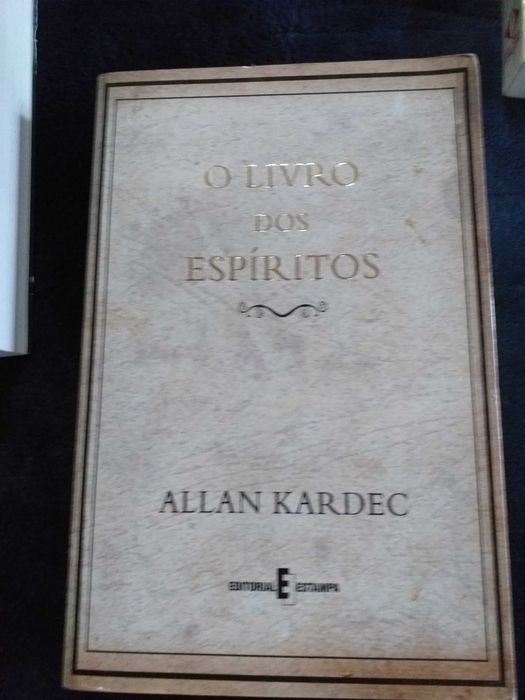 O LIVRO
DOS
ESPÍRITOS
ALLAN KARDEC
EDITORIAL E ESTAMPA